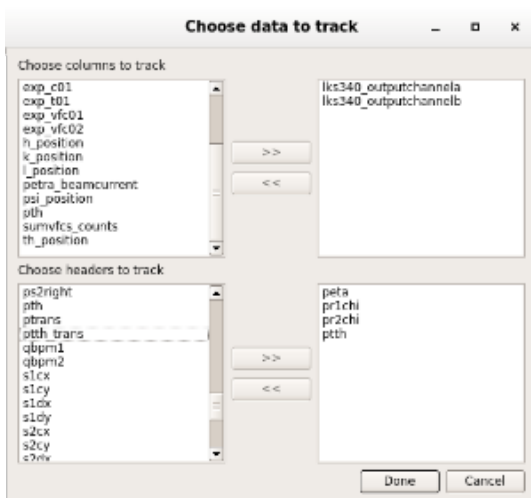 Choose data to track
Choose columns to track
exp_c01
exp_t01
exp_vfc01
exp_vfc02
h_position
k_position
l_position
petra_beamcurrent
psi_position
pth
sumvfcs_counts
th_position
>>
<<
lks340_outputchannela
lks340_outputchannelb
Choose headers to track
ps2right
pth
ptrans
ptth_trans
qbpm1
qbpm2
s1cx
s1cy
s1dx
s1dy
s2cx
s2cy
s2dx
>>
<<
peta
pr1chi
pr2chi
ptth
Done
Cancel